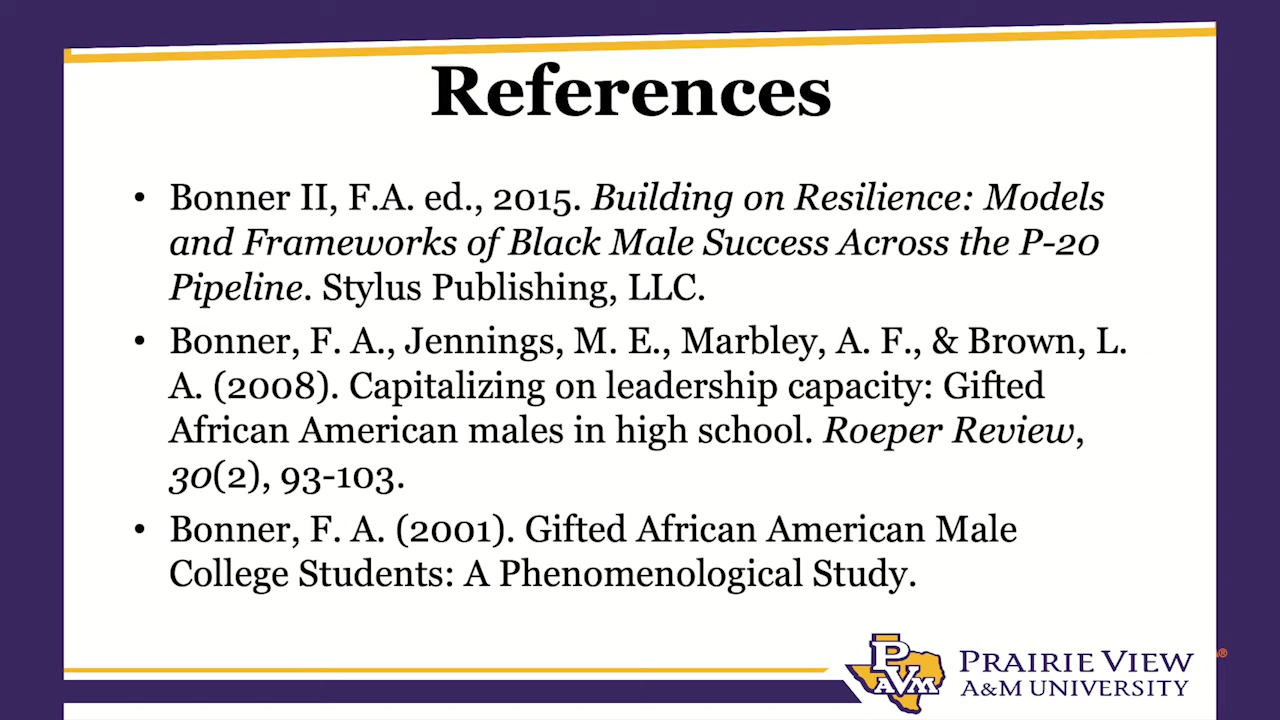 References
• Bonner II, F.A. ed., 2015. Building on Resilience: Models
and Frameworks of Black Male Success Across the P-20
Pipeline. Stylus Publishing, LLC.
• Bonner, F. A., Jennings, M. E., Marbley, A. F., & Brown, L.
A. (2008). Capitalizing on leadership capacity: Gifted
African American males in high school. Roeper Review,
30(2), 93-103.
• Bonner, F. A. (2001). Gifted African American Male
College Students: A Phenomenological Study.
PVAMU
PRAIRIE VIEW
A&M UNIVERSITY
®